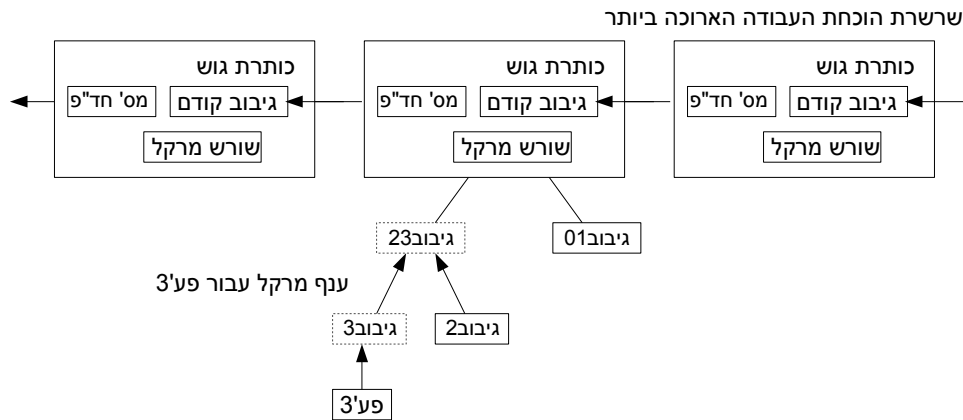 שרשרת הוכחת העבודה הארוכה ביותר
כותרת גוש
גיבוב קודם
מס' חד"פ
שורש מרקל
כותרת גוש
גיבוב קודם
מס' חד"פ
שורש מרקל
כותרת גוש
גיבוב קודם
מס' חד"פ
שורש מרקל
גיבוב01
גיבוב23
ענף מרקל עבור פע'3
גיבוב2
גיבוב3
פע'3